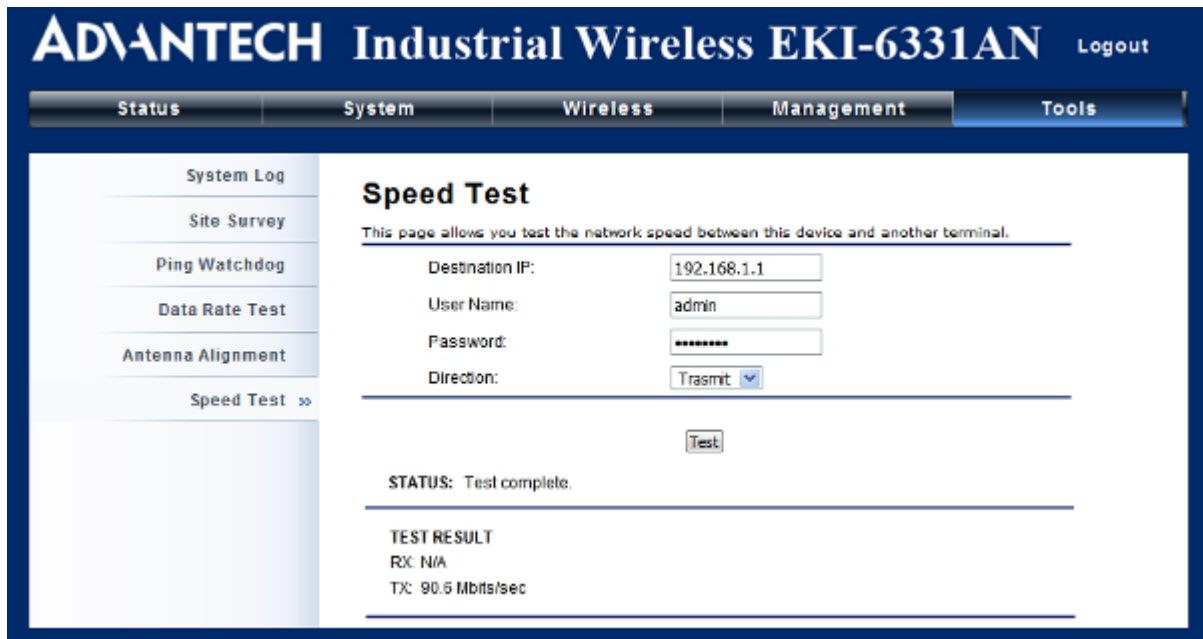 ADVANTECH Industrial Wireless EKI-6331AN Logout
Status System Wireless Management Tools
System Log
Site Survey
Ping Watchdog
Data Rate Test
Antenna Alignment
Speed Test »
Speed Test
This page allows you test the network speed between this device and another terminal.
Destination IP: 192.168.1.1
User Name: admin
Password: ••••••••
Direction: Trasmit
Test
STATUS: Test complete.
TEST RESULT
RX: N/A
TX: 90.6 Mbits/sec